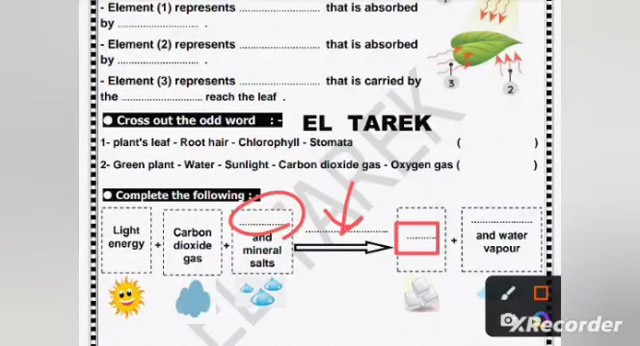 - Element (1) represents ........................ that is absorbed
by ........................ .
- Element (2) represents ........................ that is absorbed
by ........................ .
- Element (3) represents ........................ that is carried by
the ........................ reach the leaf .
3
2
Cross out the odd word : -
EL TAREK
1- plant's leaf - Root hair - Chlorophyll - Stomata ( )
2- Green plant - Water - Sunlight - Carbon dioxide gas - Oxygen gas ( )
Complete the following : -
Light energy + Carbon dioxide gas + ............... and mineral salts ........................ ............ + ............... and water vapour
EL TAREK
XRecorder